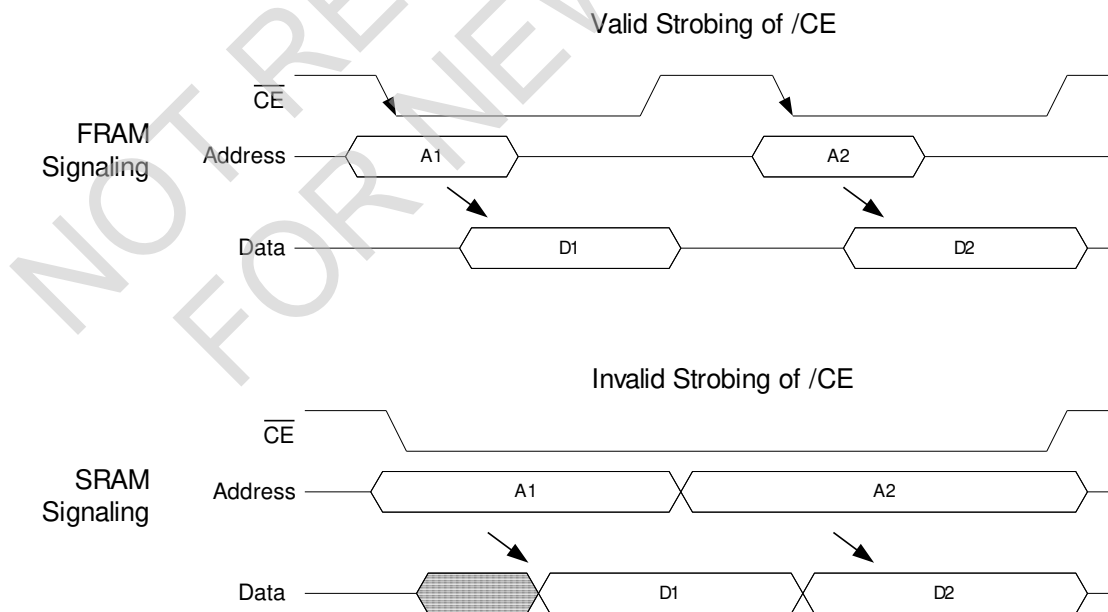 NOT RE
FOR NEW
Valid Strobing of /CE
CE
FRAM
Signaling
Address
A1
A2
Data
D1
D2
Invalid Strobing of /CE
CE
SRAM
Signaling
Address
A1
A2
Data
D1
D2